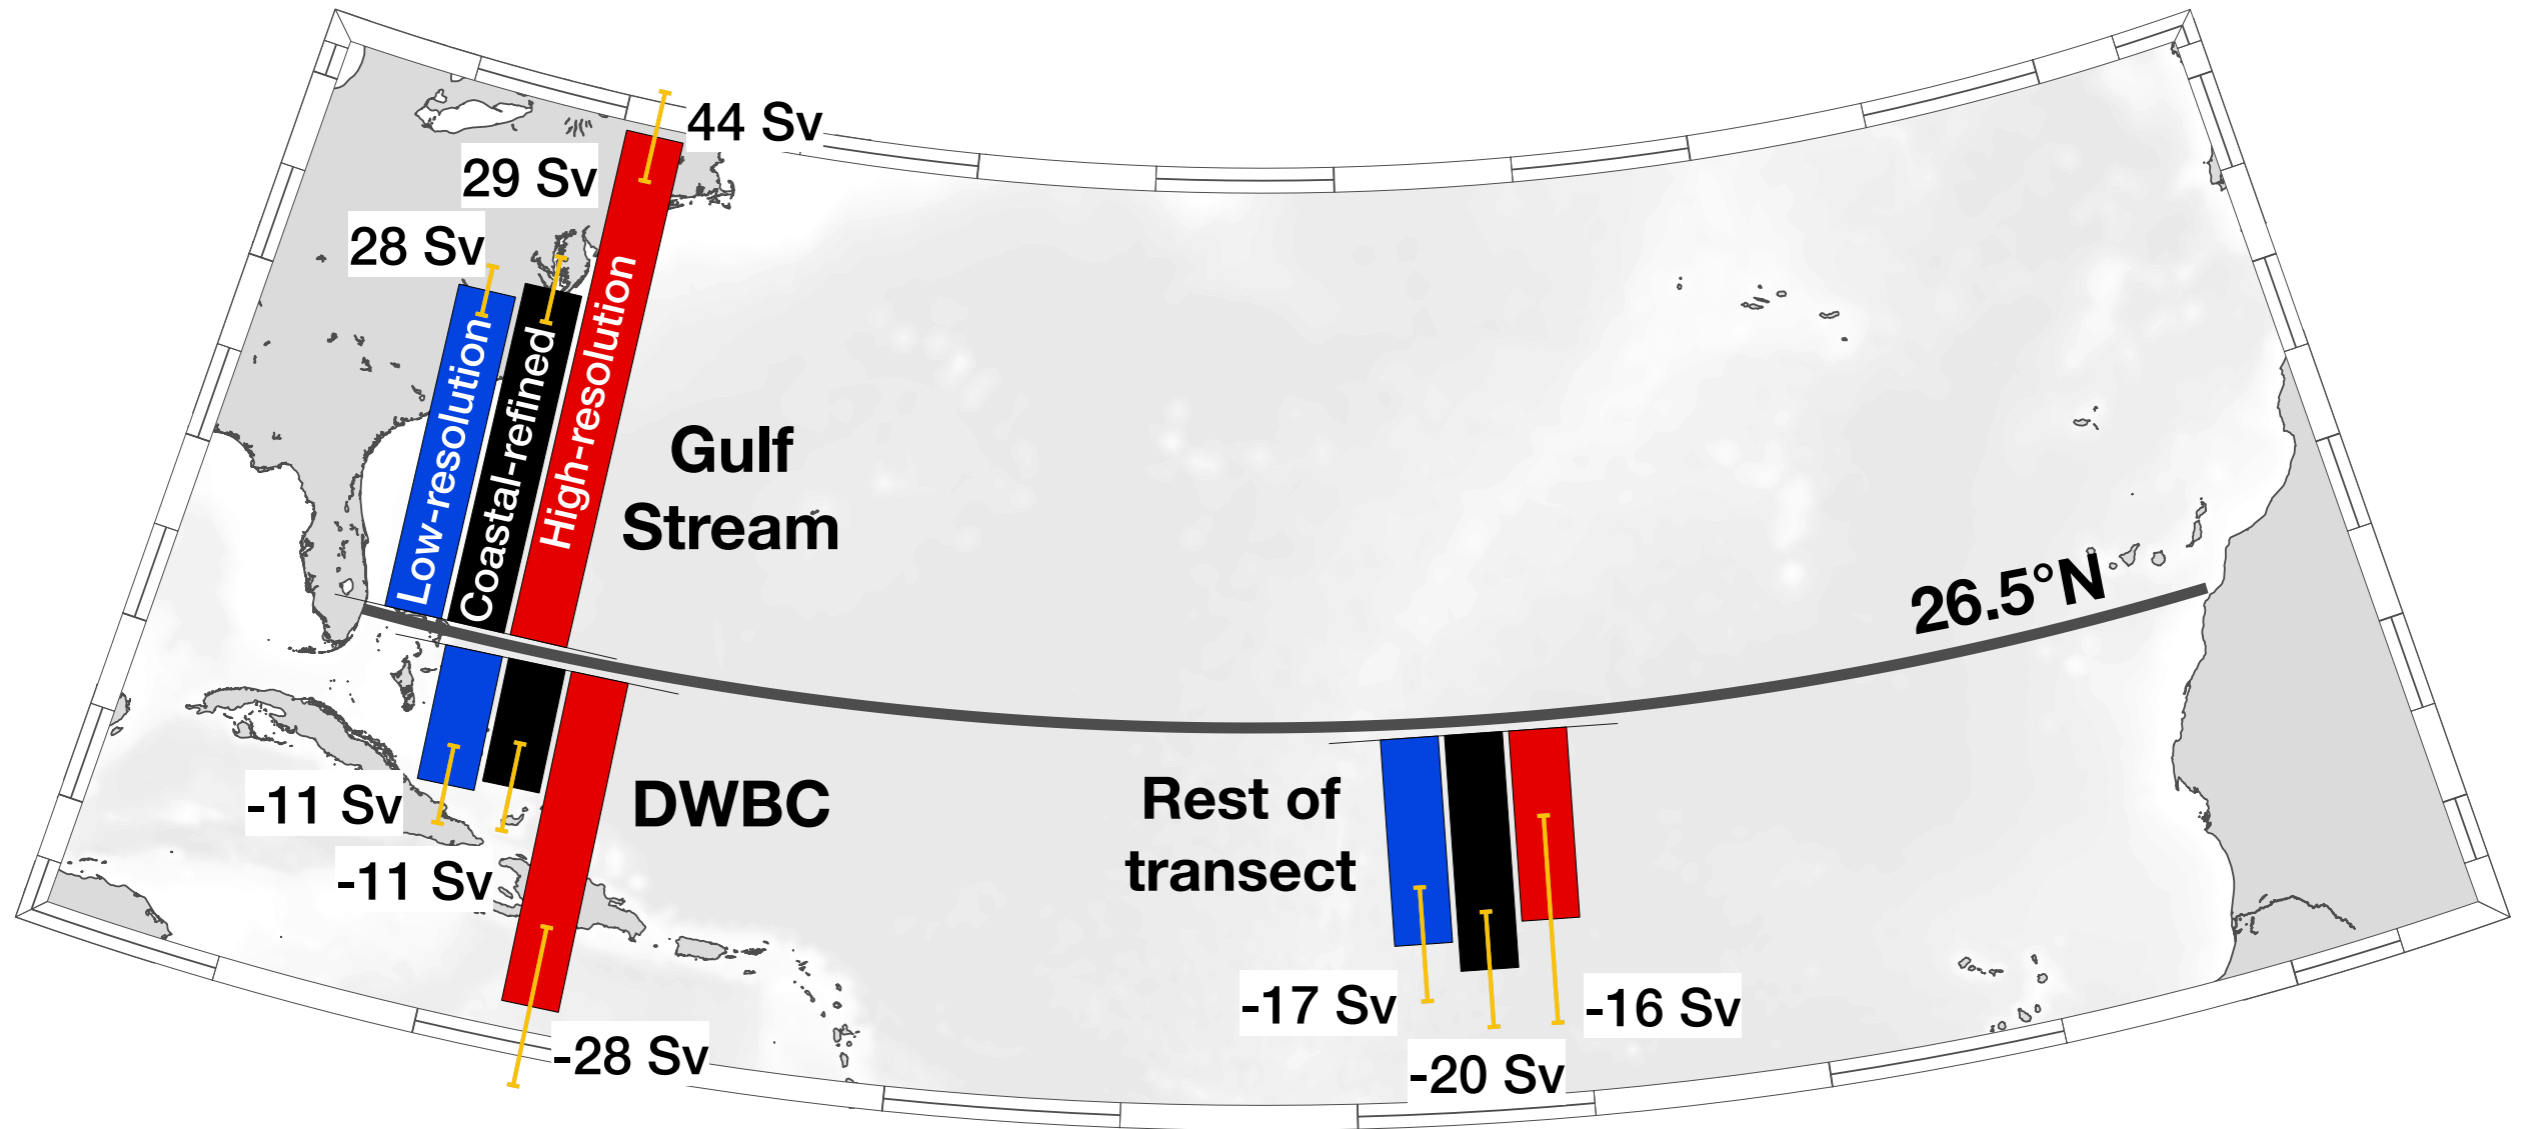 44 Sv
29 Sv
28 Sv
Low-resolution
Coastal-refined
High-resolution
Gulf
Stream
26.5°N
DWBC
-11 Sv
-11 Sv
-28 Sv
Rest of
transect
-17 Sv
-20 Sv
-16 Sv